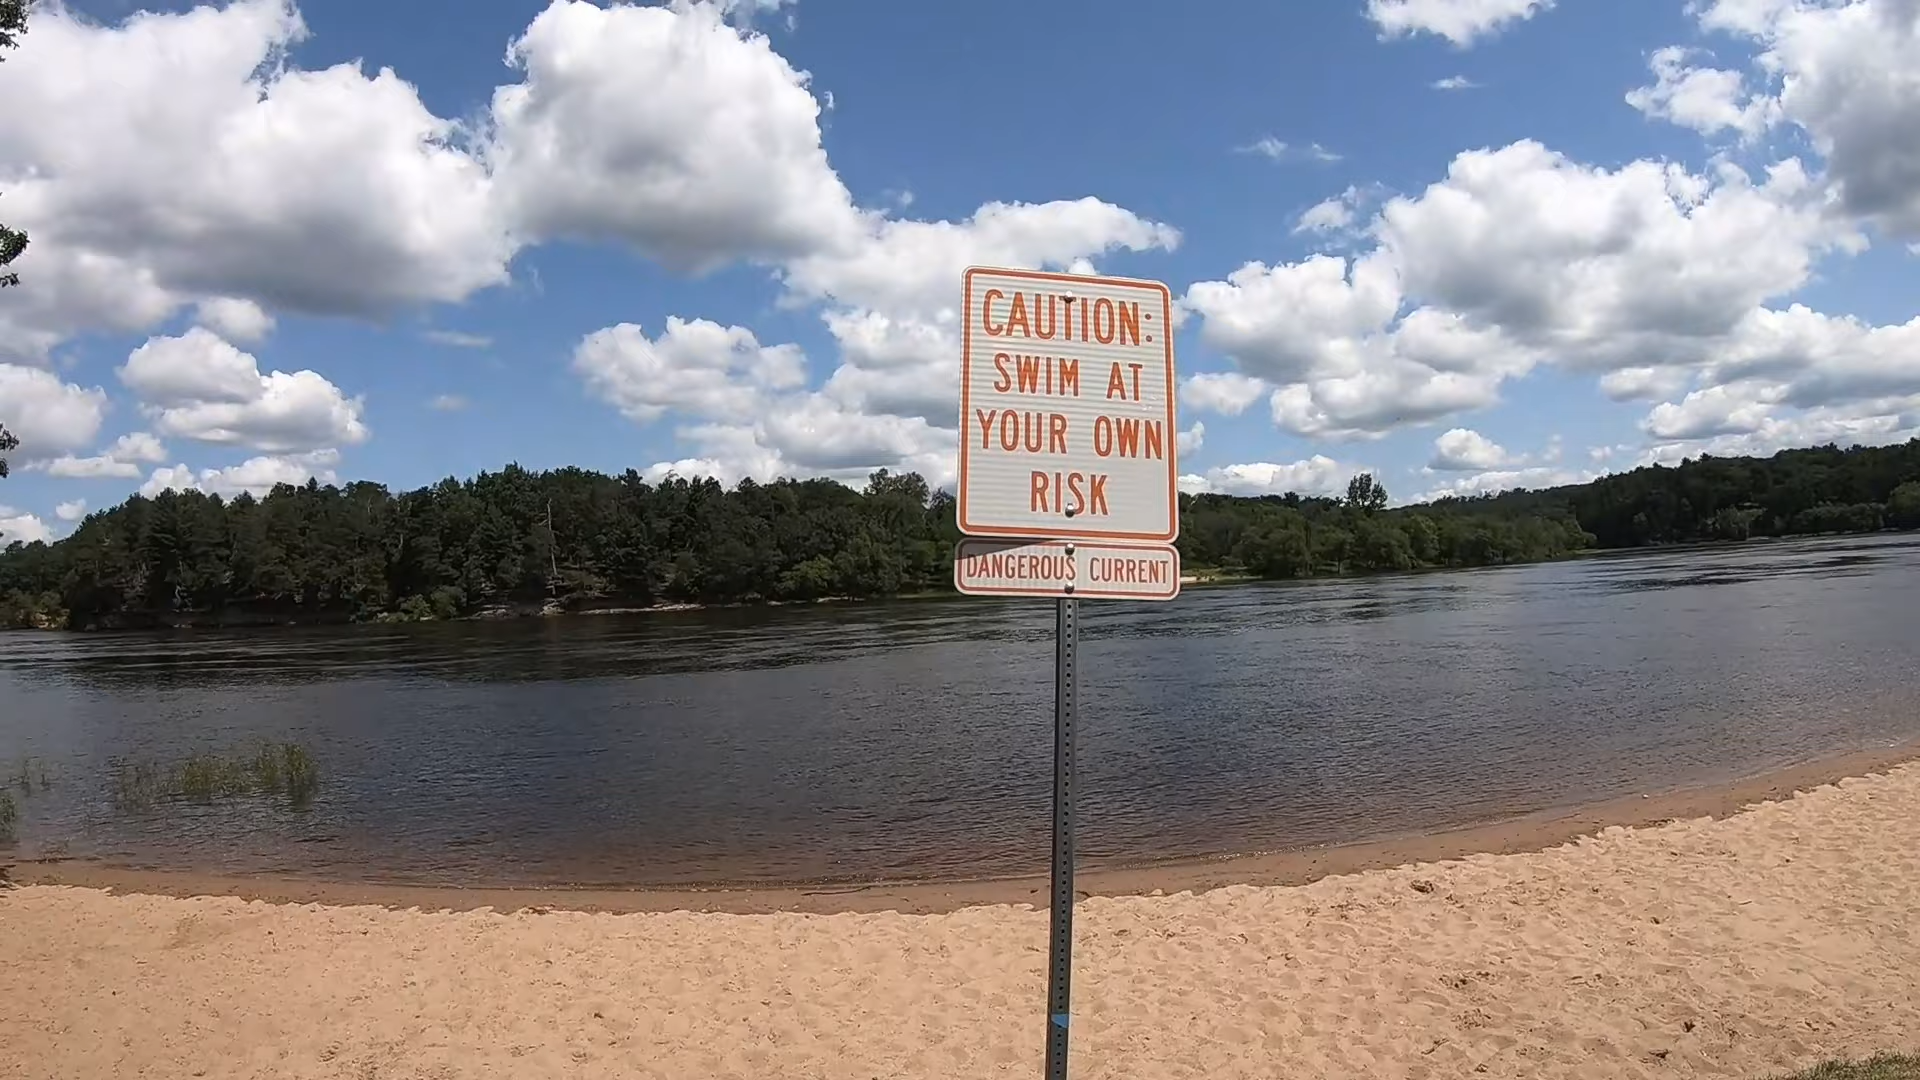 CAUTION:
SWIM AT
YOUR OWN
RISK
DANGEROUS CURRENT